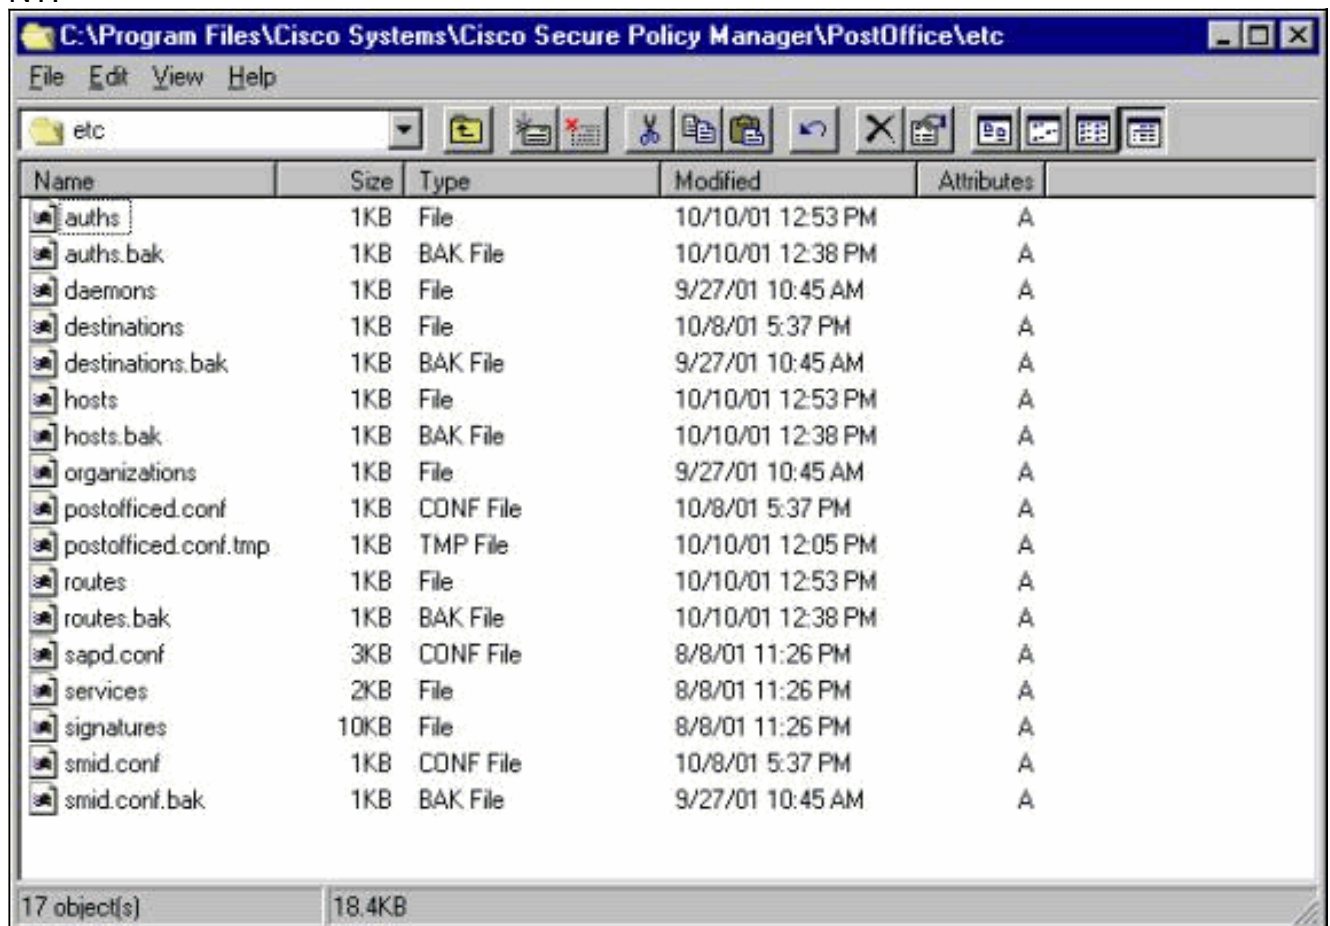 C:\Program Files\Cisco Systems\Cisco Secure Policy Manager\PostOffice\etc
File Edit View Help
etc
Name Size Type Modified Attributes
auths 1KB File 10/10/01 12:53 PM A
auths.bak 1KB BAK File 10/10/01 12:38 PM A
daemons 1KB File 9/27/01 10:45 AM A
destinations 1KB File 10/8/01 5:37 PM A
destinations.bak 1KB BAK File 9/27/01 10:45 AM A
hosts 1KB File 10/10/01 12:53 PM A
hosts.bak 1KB BAK File 10/10/01 12:38 PM A
organizations 1KB File 9/27/01 10:45 AM A
postofficed.conf 1KB CONF File 10/8/01 5:37 PM A
postofficed.conf.tmp 1KB TMP File 10/10/01 12:05 PM A
routes 1KB File 10/10/01 12:53 PM A
routes.bak 1KB BAK File 10/10/01 12:38 PM A
sapd.conf 3KB CONF File 8/8/01 11:26 PM A
services 2KB File 8/8/01 11:26 PM A
signatures 10KB File 8/8/01 11:26 PM A
smid.conf 1KB CONF File 10/8/01 5:37 PM A
smid.conf.bak 1KB BAK File 9/27/01 10:45 AM A
17 object(s) 18.4KB